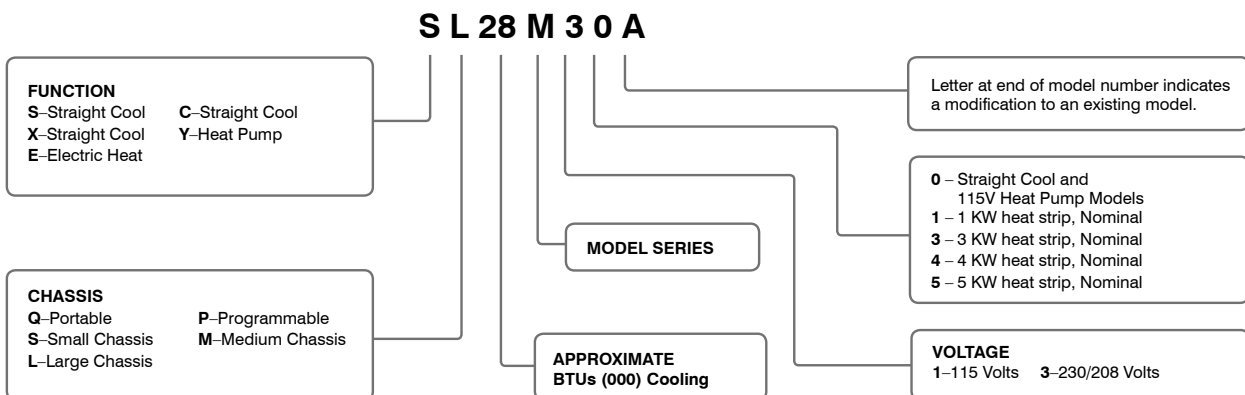 S L 28 M 3 0 A
FUNCTION
S–Straight Cool C–Straight Cool
X–Straight Cool Y–Heat Pump
E–Electric Heat
Letter at end of model number indicates
a modification to an existing model.
0 – Straight Cool and
115V Heat Pump Models
1 – 1 KW heat strip, Nominal
3 – 3 KW heat strip, Nominal
4 – 4 KW heat strip, Nominal
5 – 5 KW heat strip, Nominal
MODEL SERIES
CHASSIS
Q–Portable P–Programmable
S–Small Chassis M–Medium Chassis
L–Large Chassis
APPROXIMATE
BTUs (000) Cooling
VOLTAGE
1–115 Volts 3–230/208 Volts